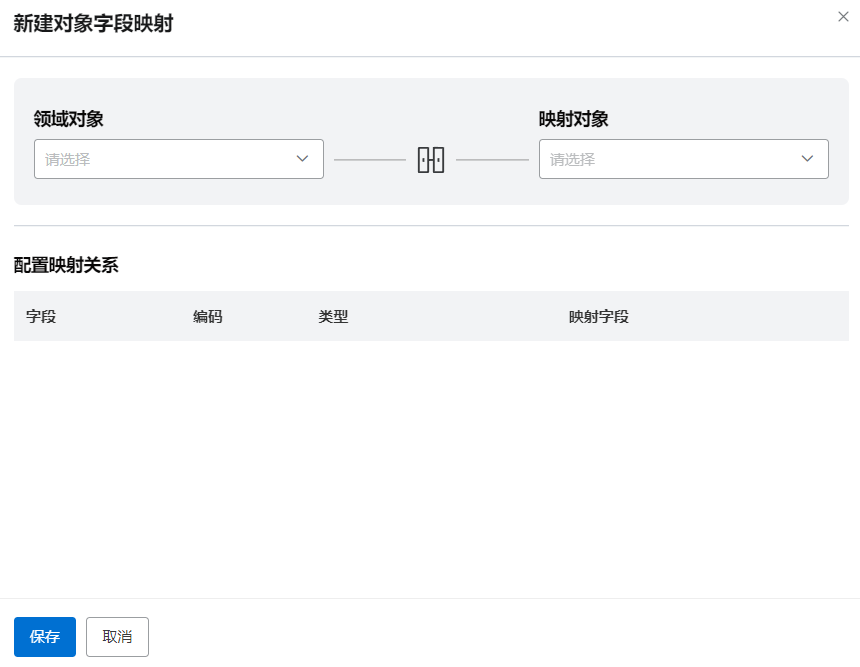 新建对象字段映射
领域对象 映射对象
请选择 请选择
配置映射关系
字段 编码 类型 映射字段
保存 取消